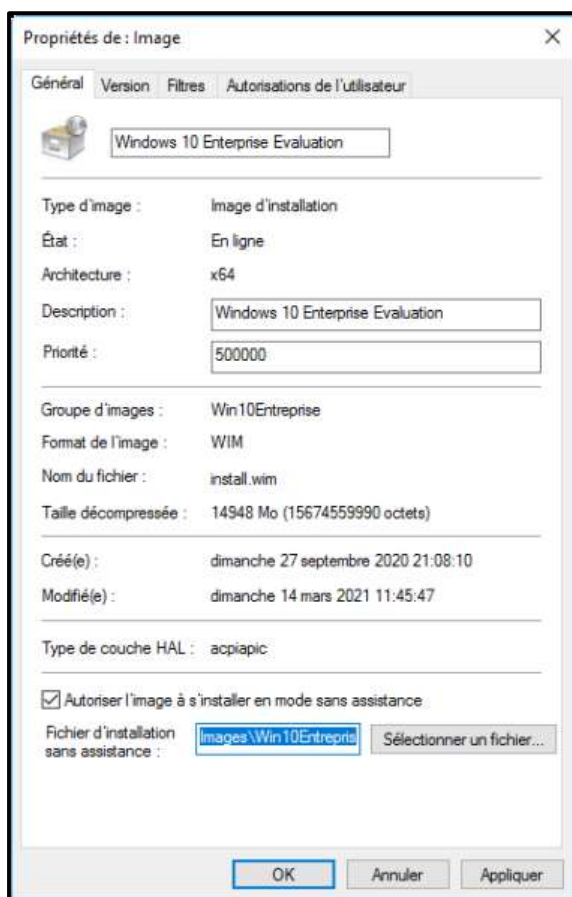 Propriétés de : Image
Général Version Filtres Autorisations de l'utilisateur
Windows 10 Enterprise Evaluation
Type d'image : Image d'installation
État : En ligne
Architecture : x64
Description : Windows 10 Enterprise Evaluation
Priorité : 500000
Groupe d'images : Win10Entreprise
Format de l'image : WIM
Nom du fichier : install.wim
Taille décompressée : 14948 Mo (15674559990 octets)
Créé(e) : dimanche 27 septembre 2020 21:08:10
Modifié(e) : dimanche 14 mars 2021 11:45:47
Type de couche HAL : acpiapic
Autoriser l'image à s'installer en mode sans assistance
Fichier d'installation sans assistance : Images\Win10Entrepris Sélectionner un fichier...
OK Annuler Appliquer